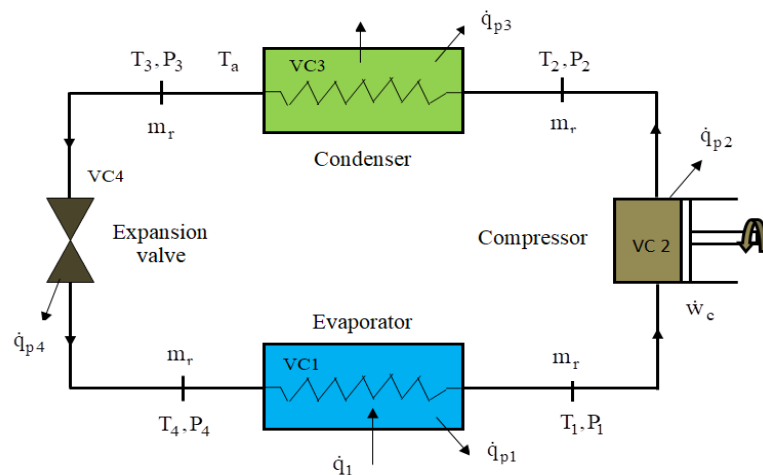 T₃, P₃
Tₐ
VC3
q̇ₚ₃
T₂, P₂
mᵣ
mᵣ
q̇ₚ₂
Condenser
VC4
Expansion
valve
Compressor
VC 2
ẇ_c
q̇ₚ₄
Evaporator
mᵣ
VC1
mᵣ
T₄, P₄
q̇₁
q̇ₚ₁
T₁, P₁